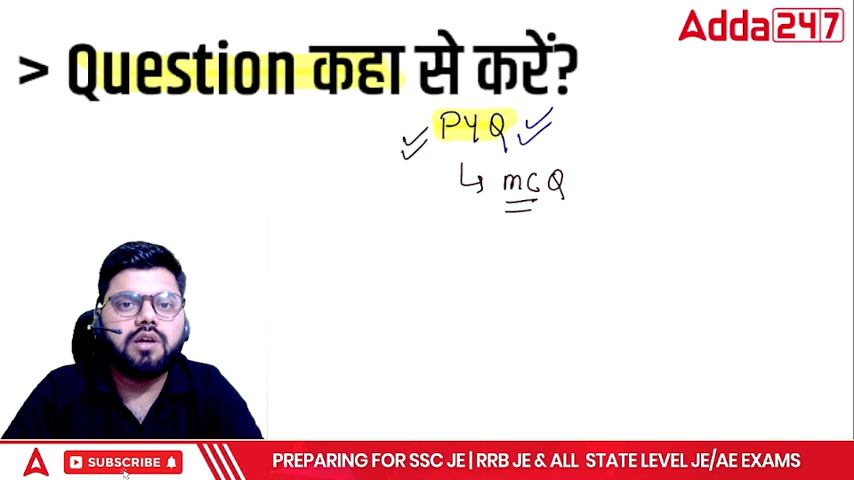 Adda247
> Question कहा से करें?
PYQ
↳ MCQ
SUBSCRIBE
PREPARING FOR SSC JE | RRB JE & ALL STATE LEVEL JE/AE EXAMS